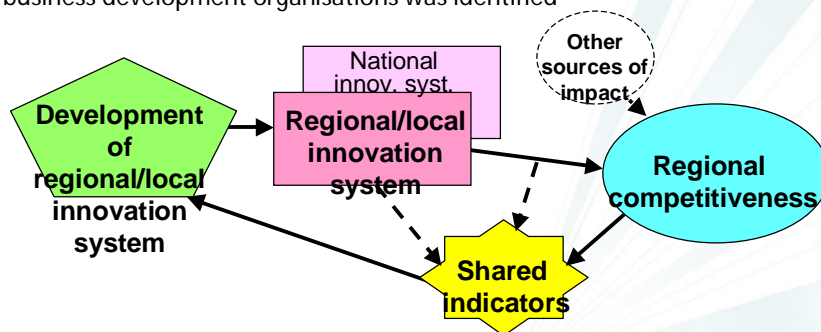 business development organisations was identified
Other
sources of
impact
National
innov. syst.
Development
of
regional/local
innovation
system
Regional/local
innovation
system
Regional
competitiveness
Shared
indicators